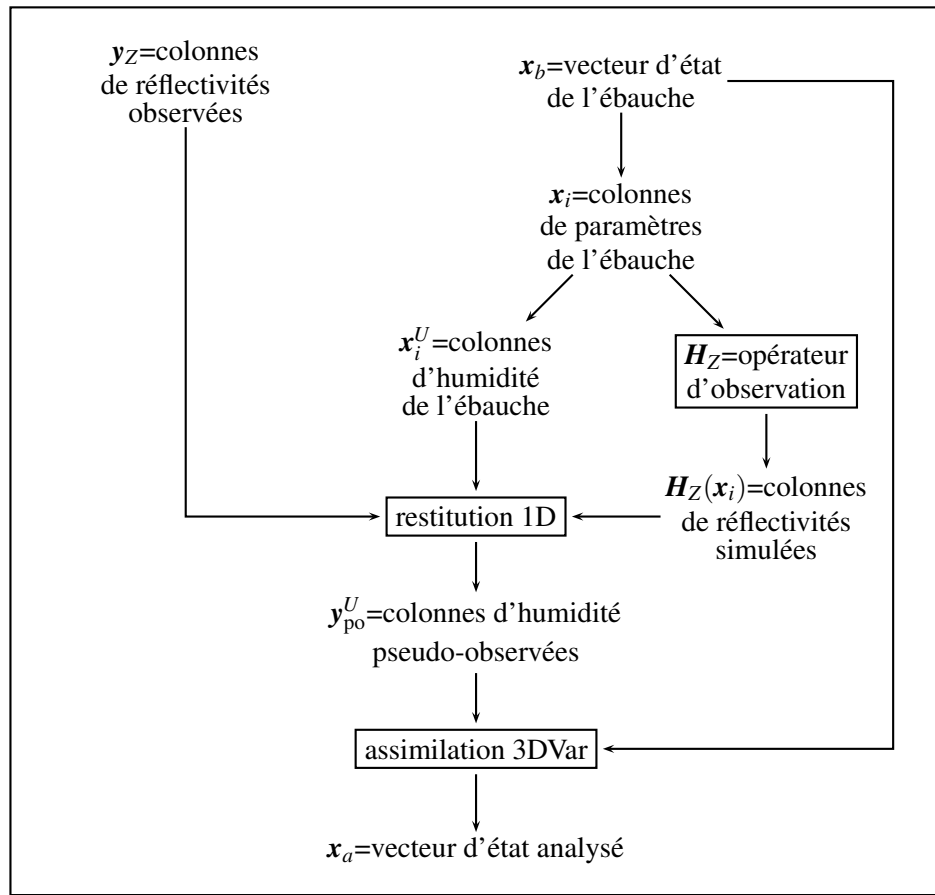 y_Z=colonnes
de réflectivités
observées
x_b=vecteur d'état
de l'ébauche
x_i=colonnes
de paramètres
de l'ébauche
x_i^U=colonnes
d'humidité
de l'ébauche
H_Z=opérateur
d'observation
H_Z(x_i)=colonnes
de réflectivités
simulées
restitution 1D
y_po^U=colonnes d'humidité
pseudo-observées
assimilation 3DVar
x_a=vecteur d'état analysé